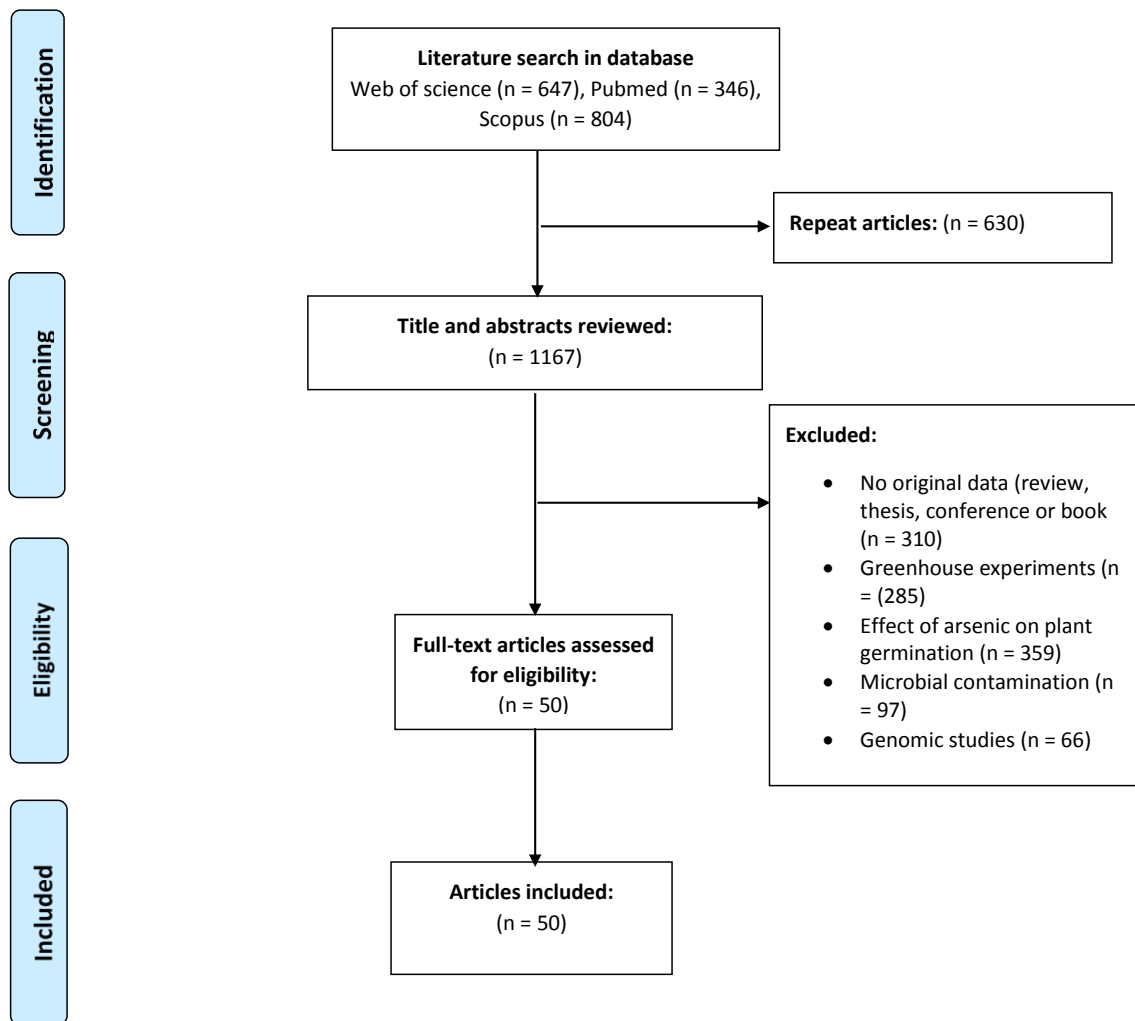 Identification
Literature search in database
Web of science (n = 647), Pubmed (n = 346),
Scopus (n = 804)
Repeat articles: (n = 630)
Screening
Title and abstracts reviewed:
(n = 1167)
Excluded:
• No original data (review,
thesis, conference or book
(n = 310)
• Greenhouse experiments (n
= (285)
• Effect of arsenic on plant
germination (n = 359)
• Microbial contamination (n
= 97)
• Genomic studies (n = 66)
Eligibility
Full-text articles assessed
for eligibility:
(n = 50)
Included
Articles included:
(n = 50)